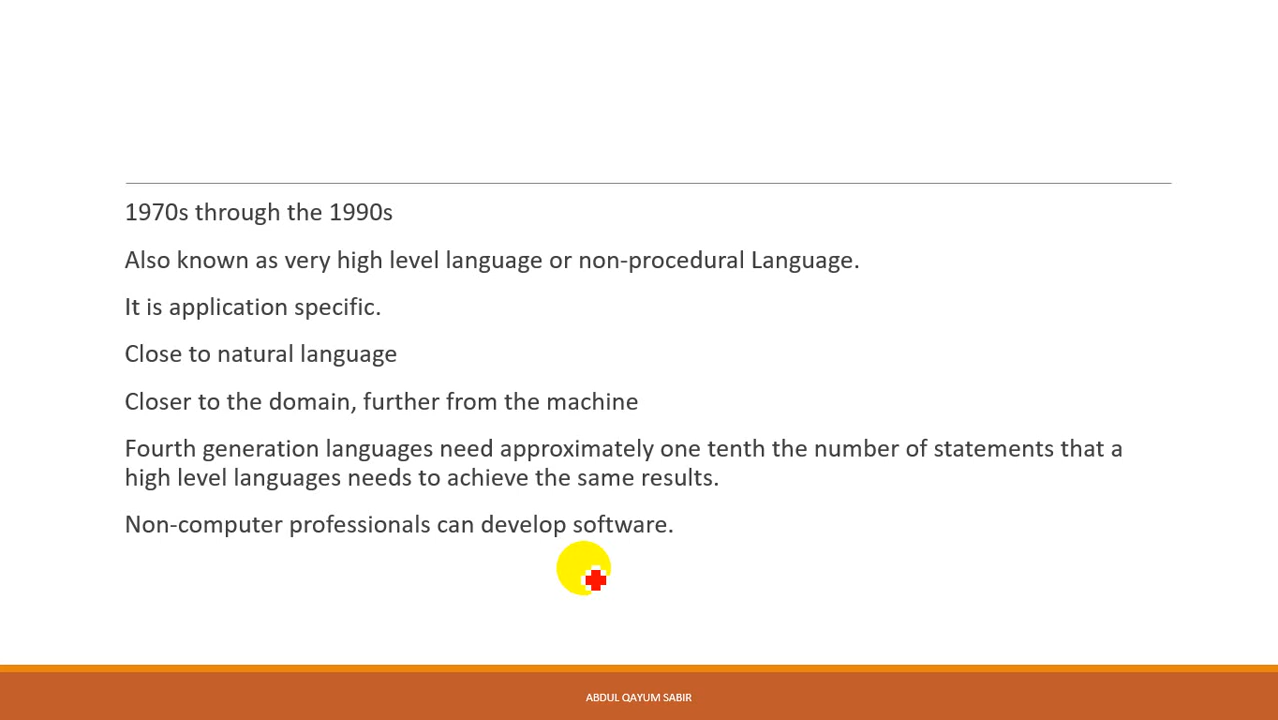 1970s through the 1990s
Also known as very high level language or non-procedural Language.
It is application specific.
Close to natural language
Closer to the domain, further from the machine
Fourth generation languages need approximately one tenth the number of statements that a
high level languages needs to achieve the same results.
Non-computer professionals can develop software.
ABDUL QAYUM SABIR